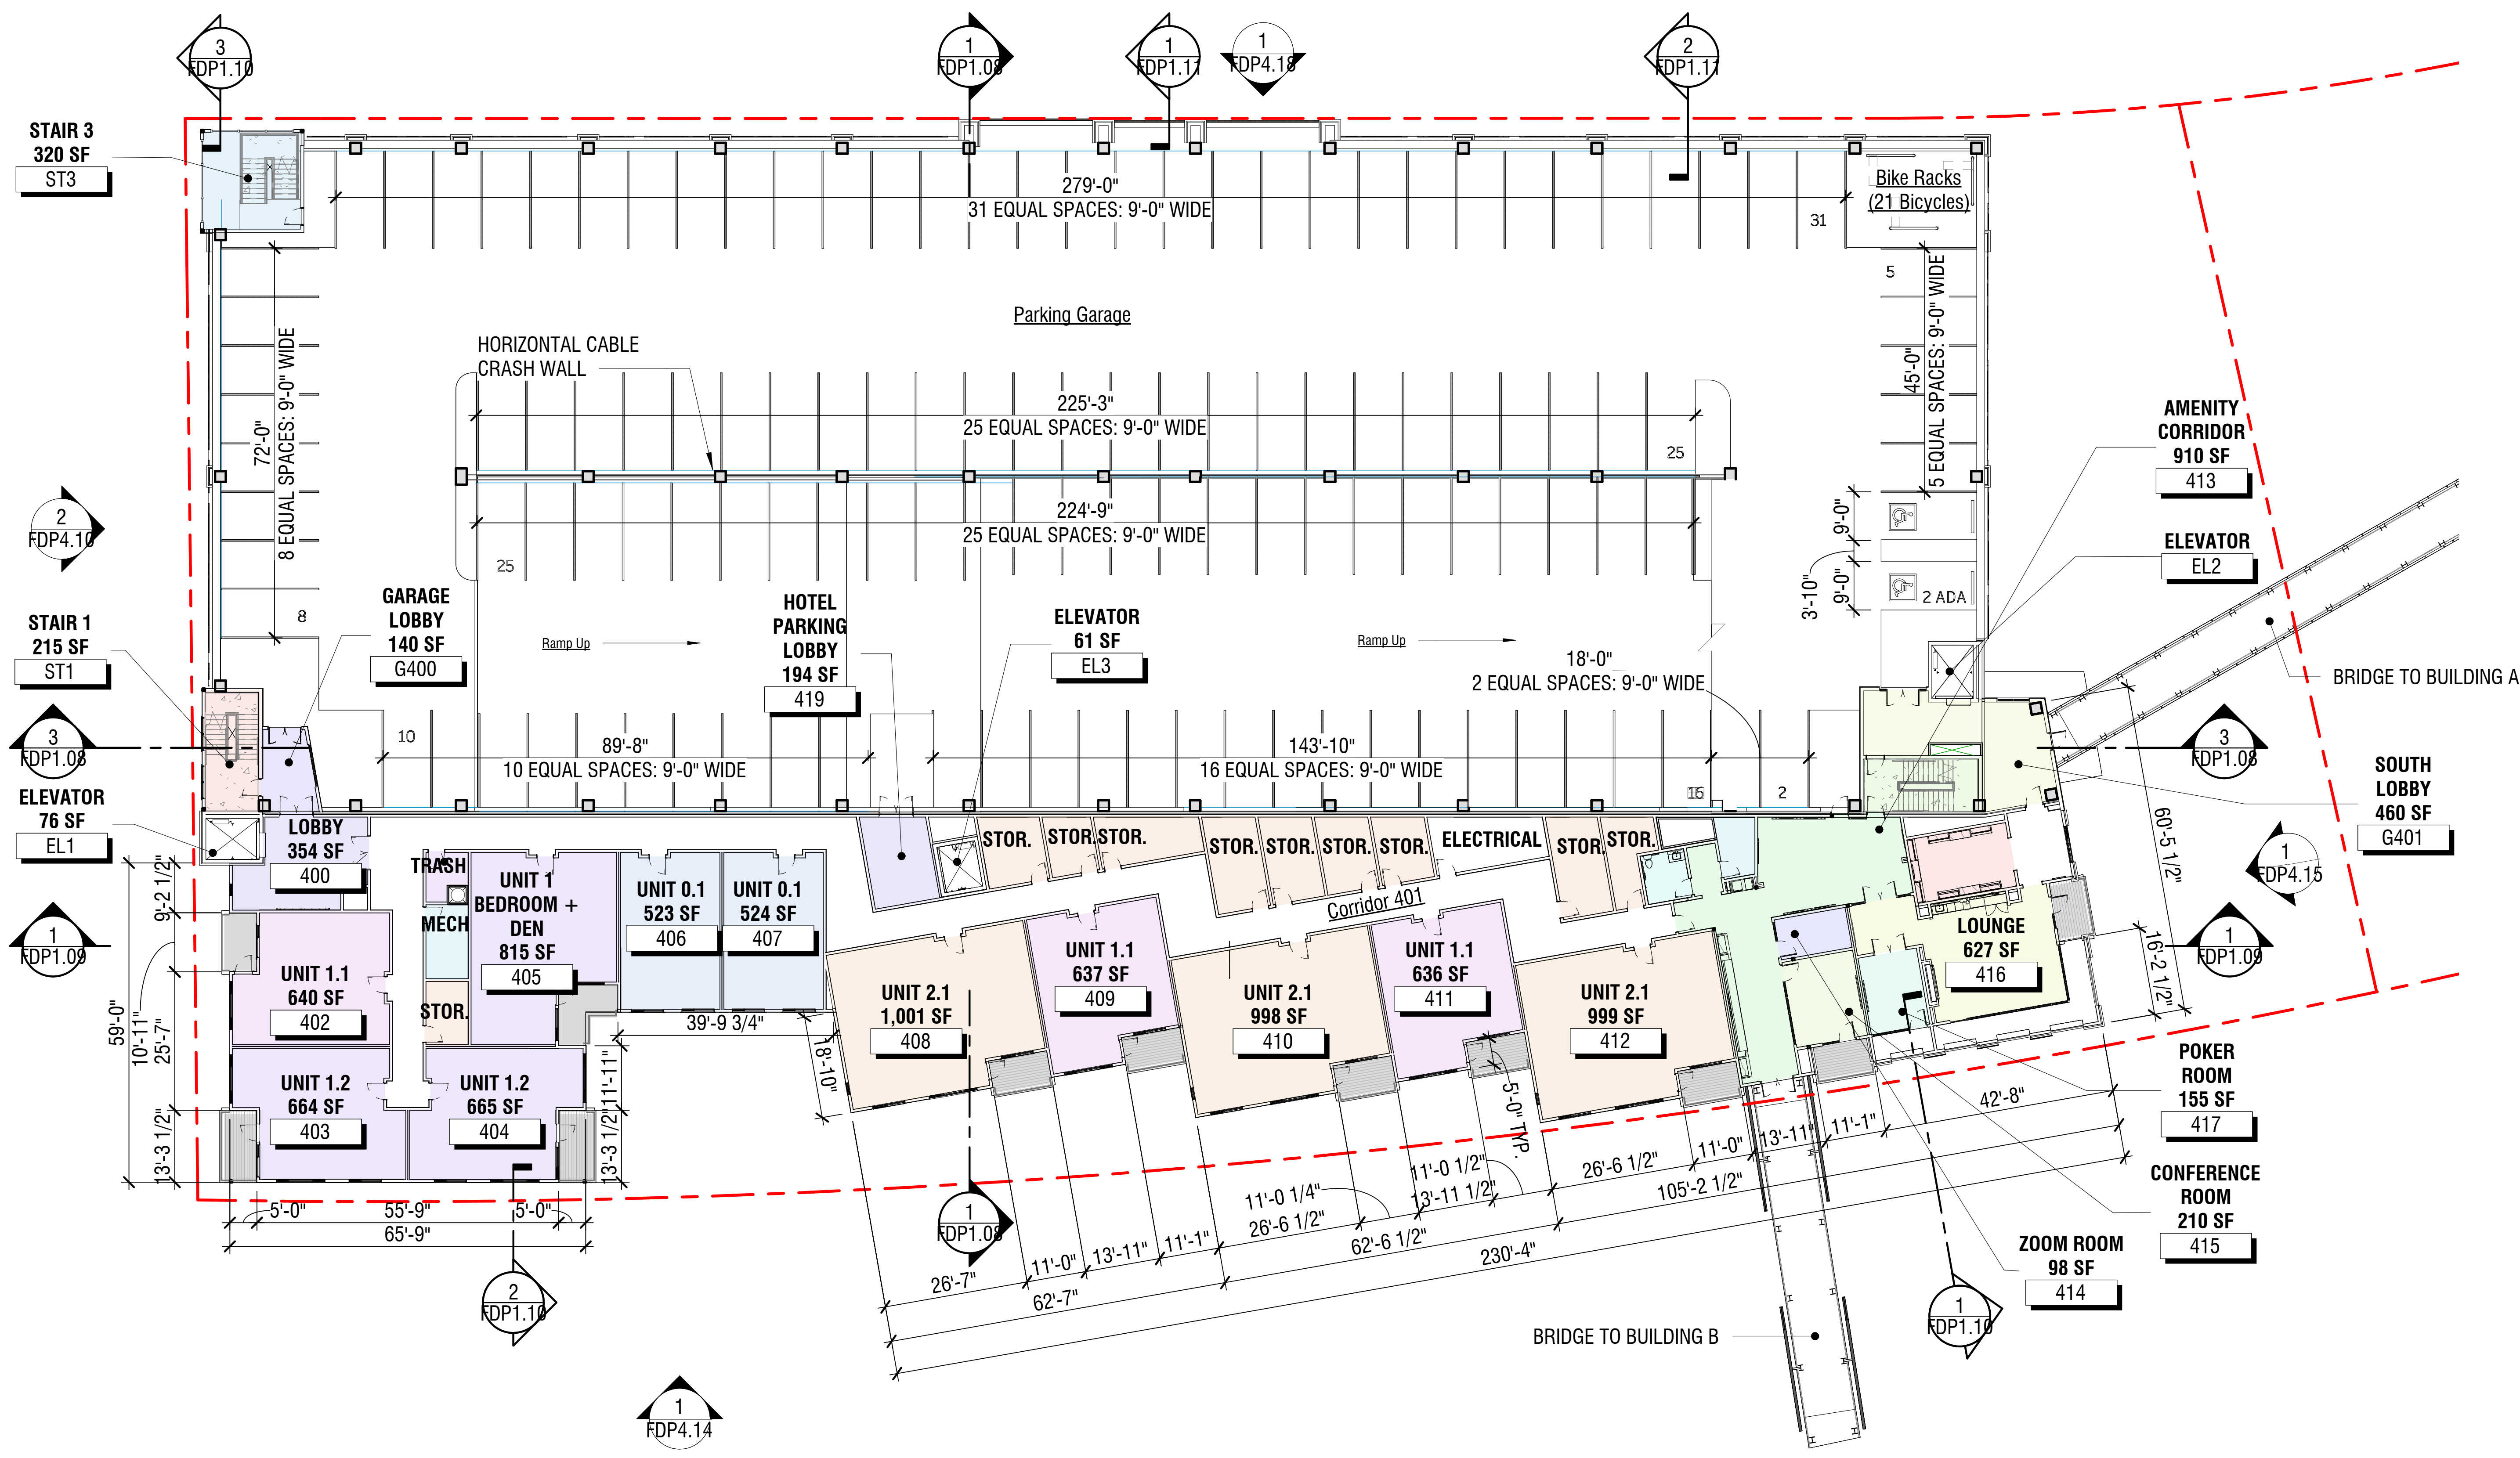 3
FDP1.10
1
FDP1.08
1
FDP1.11
1
FDP4.18
2
FDP1.11
STAIR 3
320 SF
ST3
279'-0"
31 EQUAL SPACES: 9'-0" WIDE
31
Bike Racks
(21 Bicycles)
5
45'-0"
5 EQUAL SPACES: 9'-0" WIDE
Parking Garage
HORIZONTAL CABLE
CRASH WALL
72'-0"
8 EQUAL SPACES: 9'-0" WIDE
8
225'-3"
25 EQUAL SPACES: 9'-0" WIDE
25
224'-9"
25 EQUAL SPACES: 9'-0" WIDE
25
AMENITY
CORRIDOR
910 SF
413
ELEVATOR
EL2
9'-0"
3'-10"
9'-0"
2 ADA
2
FDP4.10
STAIR 1
215 SF
ST1
GARAGE
LOBBY
140 SF
G400
Ramp Up
HOTEL
PARKING
LOBBY
194 SF
419
ELEVATOR
61 SF
EL3
Ramp Up
18'-0"
2 EQUAL SPACES: 9'-0" WIDE
BRIDGE TO BUILDING A
3
FDP1.08
10
89'-8"
10 EQUAL SPACES: 9'-0" WIDE
143'-10"
16 EQUAL SPACES: 9'-0" WIDE
16
2
3
FDP1.08
SOUTH
LOBBY
460 SF
G401
ELEVATOR
76 SF
EL1
LOBBY
354 SF
400
TRASH
MECH
STOR.
UNIT 1
BEDROOM +
DEN
815 SF
405
UNIT 0.1
523 SF
406
UNIT 0.1
524 SF
407
STOR.
STOR.
STOR.
STOR.
STOR.
STOR.
STOR.
ELECTRICAL
STOR.
STOR.
Corridor 401
60'-5 1/2"
1
FDP4.15
1
FDP1.09
9'-2 1/2"
59'-0"
10'-11"
25'-7"
13'-3 1/2"
UNIT 1.1
640 SF
402
UNIT 1.2
664 SF
403
UNIT 1.2
665 SF
404
39'-9 3/4"
11'-11"
13'-3 1/2"
18'-10"
UNIT 2.1
1,001 SF
408
UNIT 1.1
637 SF
409
UNIT 2.1
998 SF
410
UNIT 1.1
636 SF
411
UNIT 2.1
999 SF
412
LOUNGE
627 SF
416
16'-2 1/2"
1
FDP1.09
5'-0" TYP.
POKER
ROOM
155 SF
417
CONFERENCE
ROOM
210 SF
415
ZOOM ROOM
98 SF
414
5'-0"
55'-9"
5'-0"
65'-9"
2
FDP1.10
1
FDP1.08
26'-7"
11'-0"
13'-11"
11'-1"
62'-7"
11'-0 1/4"
26'-6 1/2"
11'-0 1/2"
13'-11 1/2"
62'-6 1/2"
26'-6 1/2"
11'-0"
13'-11"
11'-1"
42'-8"
105'-2 1/2"
230'-4"
BRIDGE TO BUILDING B
1
FDP1.10
1
FDP4.14